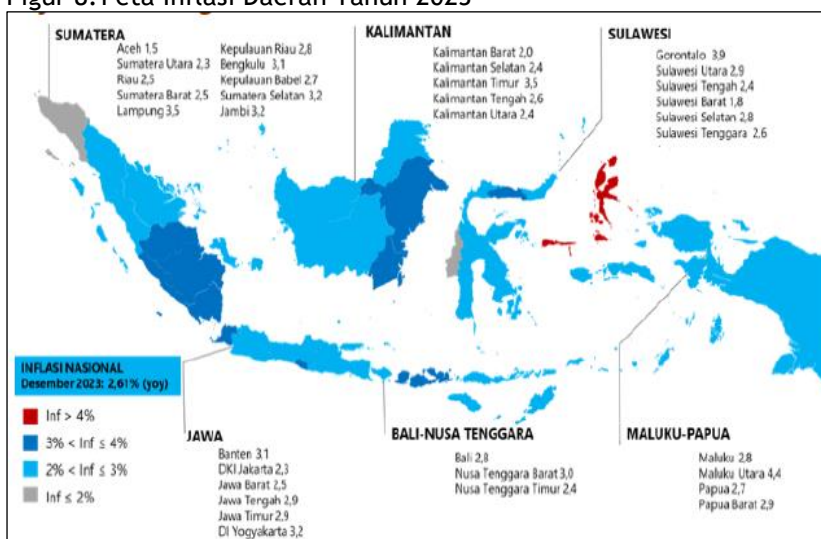 Figur 6.1 Peta Inflasi Daerah Tahun 2023
SUMATERA
Aceh 1,5
Sumatera Utara 2,3
Riau 2,5
Sumatera Barat 2,5
Lampung 3,5
Kepulauan Riau 2,8
Bengkulu 3,1
Kepulauan Babel 2,7
Sumatera Selatan 3,2
Jambi 3,2
KALIMANTAN
Kalimantan Barat 2,0
Kalimantan Selatan 2,4
Kalimantan Timur 3,5
Kalimantan Tengah 2,6
Kalimantan Utara 2,4
SULAWESI
Gorontalo 3,9
Sulawesi Utara 2,9
Sulawesi Tengah 2,4
Sulawesi Barat 1,8
Sulawesi Selatan 2,8
Sulawesi Tenggara 2,6
INFLASI NASIONAL
Desember 2023: 2,61% (yoy)
Inf > 4%
3% < Inf ≤ 4%
2% < Inf ≤ 3%
Inf ≤ 2%
JAWA
Banten 3.1
DKI Jakarta 2,3
Jawa Barat 2,5
Jawa Tengah 2,9
Jawa Timur 2,9
DI Yogyakarta 3,2
BALI-NUSA TENGGARA
Bali 2,8
Nusa Tenggara Barat 3,0
Nusa Tenggara Timur 2,4
MALUKU-PAPUA
Maluku 2,8
Maluku Utara 4,4
Papua 2,7
Papua Barat 2,9